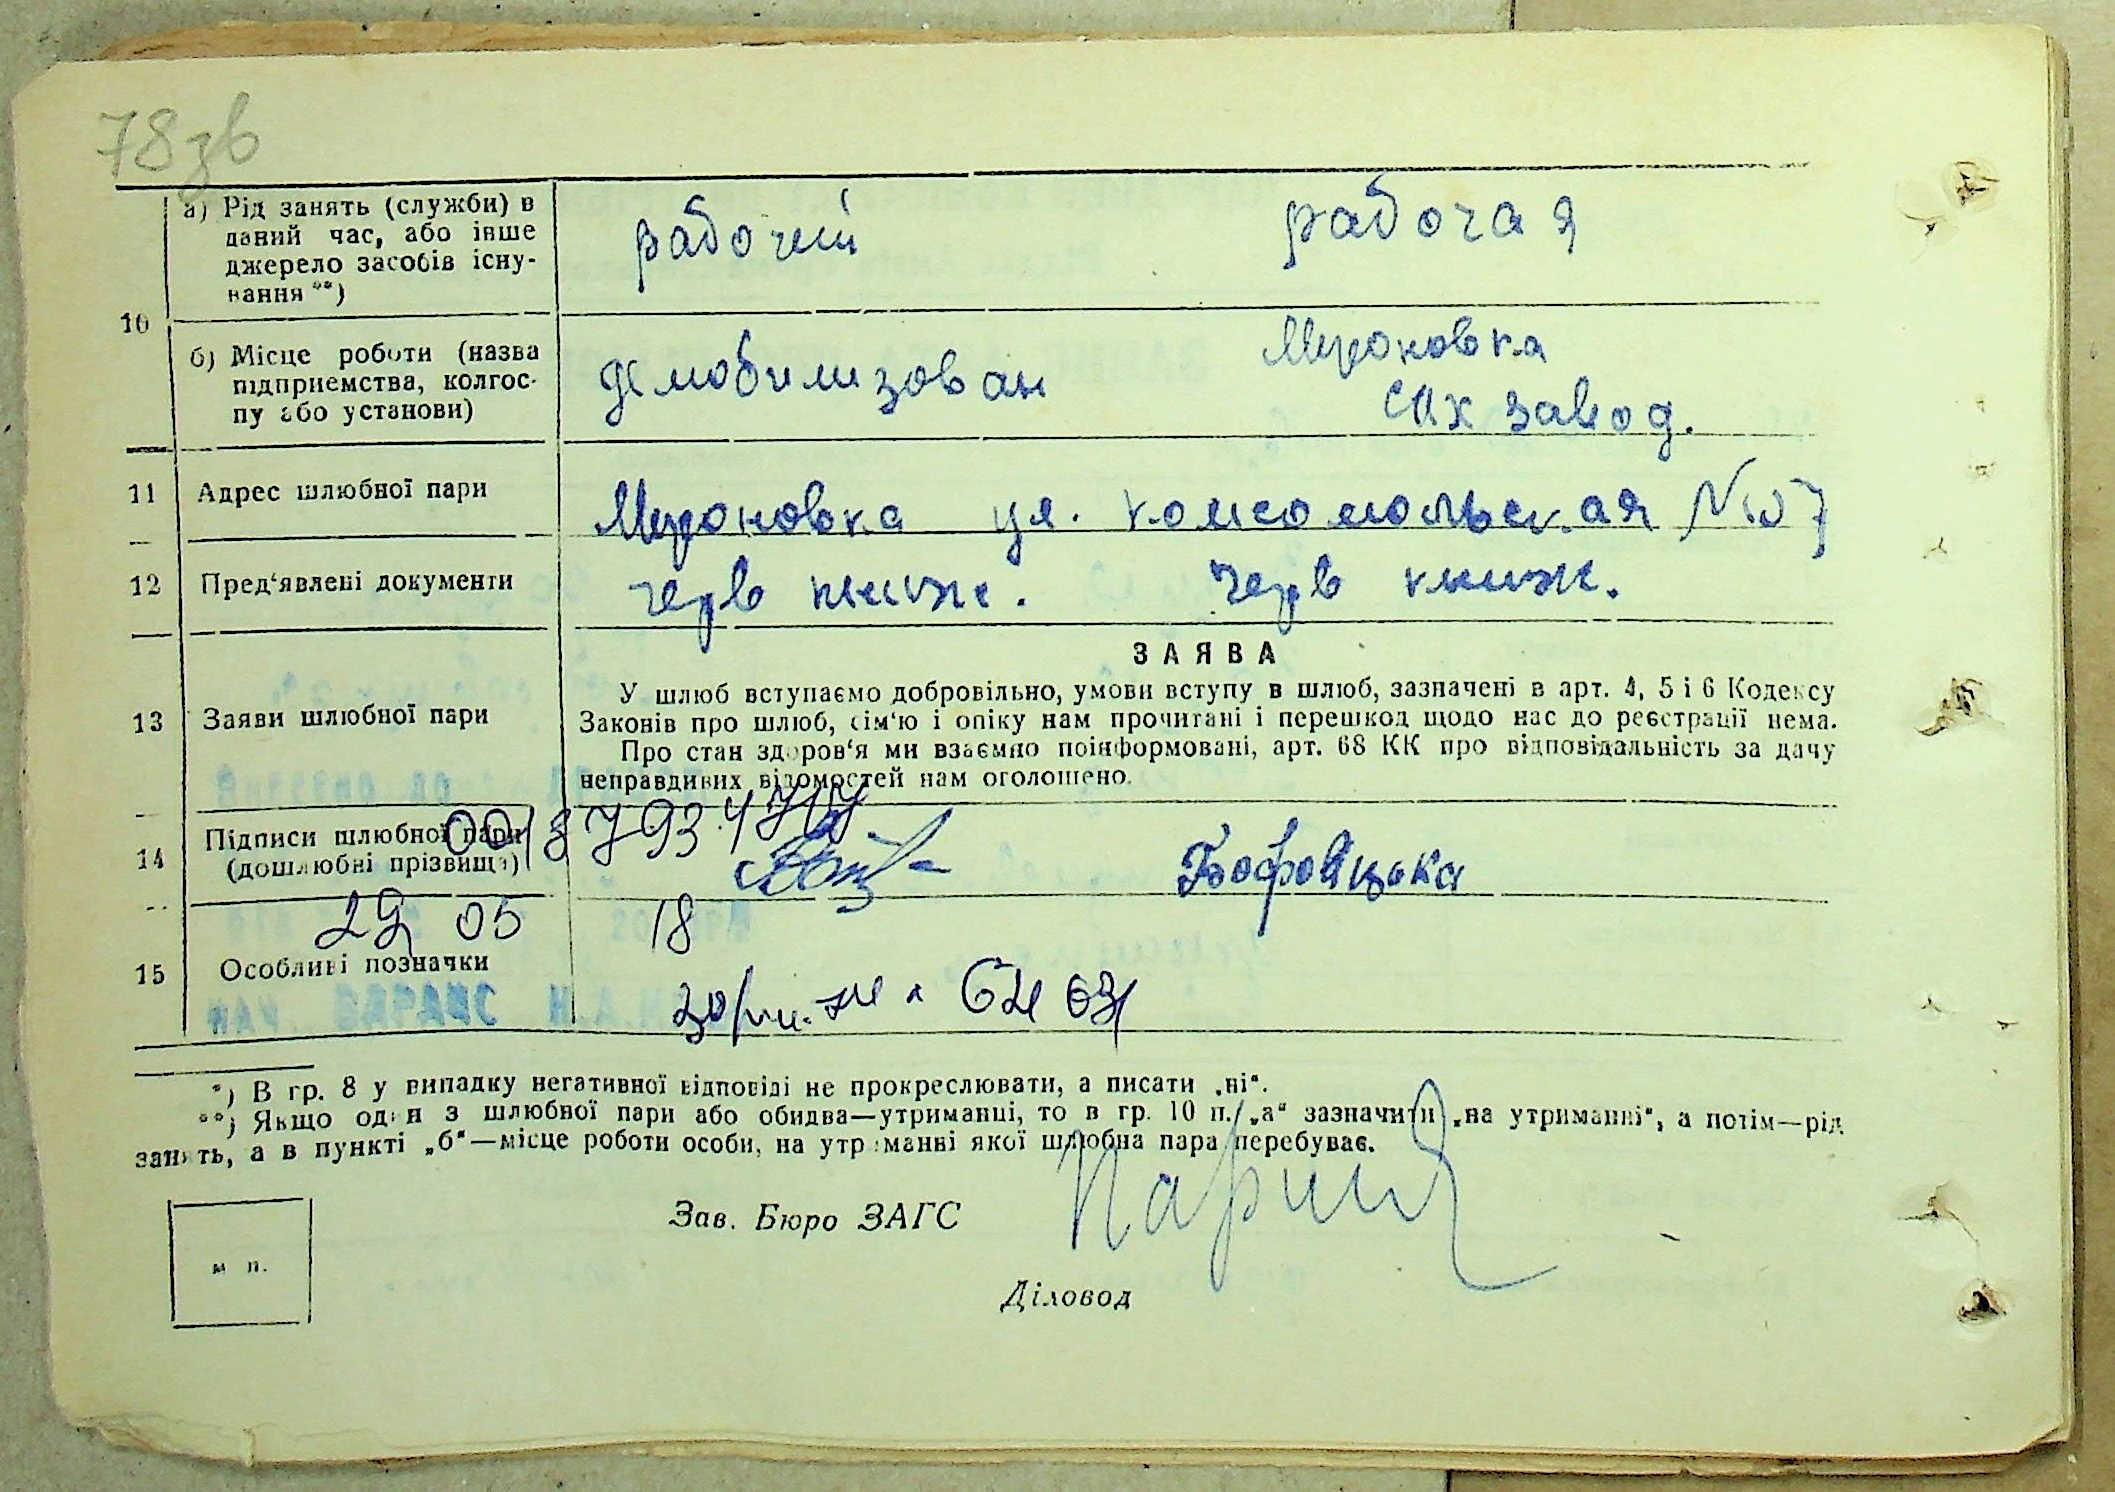 78зв
10
а) Рід занять (служби) в
даний час, або інше
джерело засобів існу-
вання **)
рабочий
рабочая
б) Місце роботи (назва
підприемства, колгос-
пу або установи)
демобилизован
Мироновка
сах завод.
11 Адрес шлюбної пари
Мироновка ул. комсомольская №
12 Пред‘явлені документи
черв книж. черв книж.
13 Заяви шлюбної пари
ЗАЯВА
У шлюб вступаємо добровільно, умови вступу в шлюб, зазначені в арт. 4, 5 і 6 Кодексу
Законів про шлюб, сім‘ю і опіку нам прочитані і перешкод щодо нас до реєстрації нема.
Про стан здоров‘я ми взаємно поінформовані, арт. 68 КК про відповідальність за дачу
неправдивих відомостей нам оголошено.
14 Підписи шлюбної пари
(дошлюбні прізвища)
29 05 18
15 Особливі позначки
*) В гр. 8 у випадку негативної відповіді не прокреслювати, а писати „ні“.
**) Якщо один з шлюбної пари або обидва—утриманці, то в гр. 10 п. „а“ зазначити „на утриманні“, а потім—рід
занять, а в пункті „б“—місце роботи особи, на утриманні якої шлюбна пара перебуває.
Зав. Бюро ЗАГС
м п.
Діловод